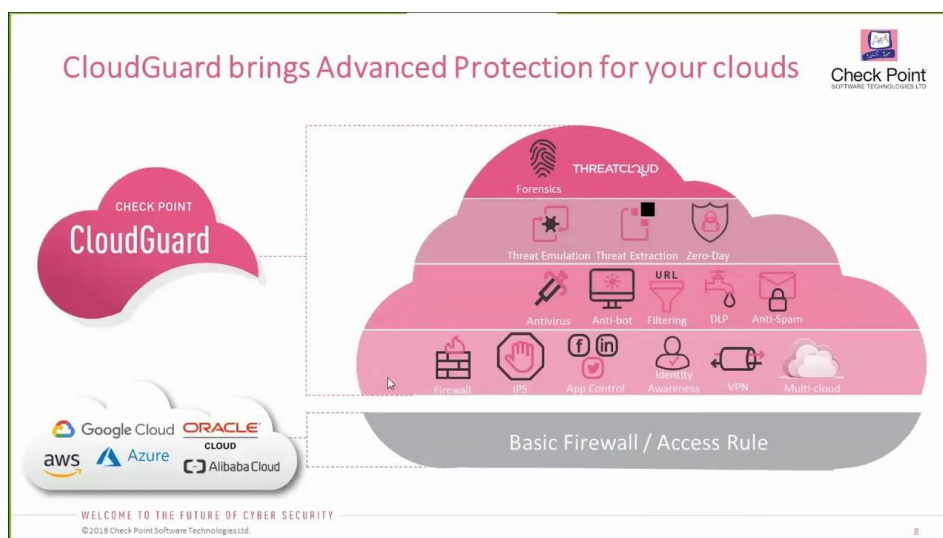 CloudGuard brings Advanced Protection for your clouds
Check Point
SOFTWARE TECHNOLOGIES LTD
CHECK POINT
CloudGuard
Forensics
THREATCLOUD
Threat Emulation Threat Extraction Zero-Day
URL
Antivirus Anti-bot Filtering DLP Anti-Spam
f in
Firewall IPS App Control Identity Awareness VPN Multi-cloud
Google Cloud ORACLE
CLOUD
aws Azure Alibaba Cloud
Basic Firewall / Access Rule
WELCOME TO THE FUTURE OF CYBER SECURITY
©2018 Check Point Software Technologies Ltd.
8